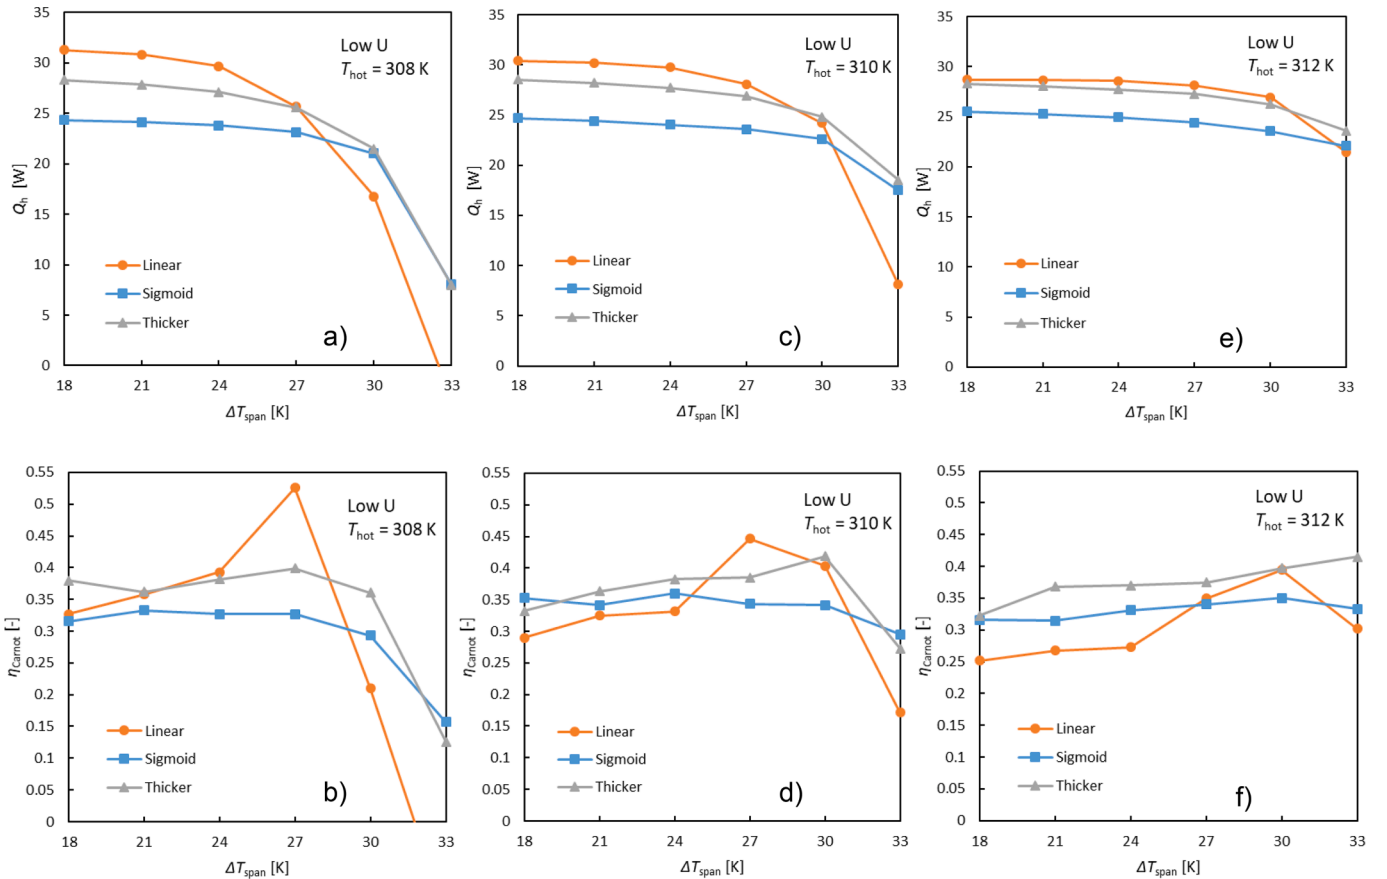 35
30
25
20
15
10
5
0
Qh [W]
Low U
Thot = 308 K
Linear
Sigmoid
Thicker
a)
18 21 24 27 30 33
ΔTspan [K]
35
30
25
20
15
10
5
0
Qh [W]
Low U
Thot = 310 K
Linear
Sigmoid
Thicker
c)
18 21 24 27 30 33
ΔTspan [K]
35
30
25
20
15
10
5
0
Qh [W]
Low U
Thot = 312 K
Linear
Sigmoid
Thicker
e)
18 21 24 27 30 33
ΔTspan [K]
0.55
0.5
0.45
0.4
0.35
0.3
0.25
0.2
0.15
0.1
0.05
0
ηCarnot [-]
Low U
Thot = 308 K
Linear
Sigmoid
Thicker
b)
18 21 24 27 30 33
ΔTspan [K]
0.55
0.5
0.45
0.4
0.35
0.3
0.25
0.2
0.15
0.1
0.05
0
ηCarnot [-]
Low U
Thot = 310 K
Linear
Sigmoid
Thicker
d)
18 21 24 27 30 33
ΔTspan [K]
0.55
0.5
0.45
0.4
0.35
0.3
0.25
0.2
0.15
0.1
0.05
0
ηCarnot [-]
Low U
Thot = 312 K
Linear
Sigmoid
Thicker
f)
18 21 24 27 30 33
ΔTspan [K]